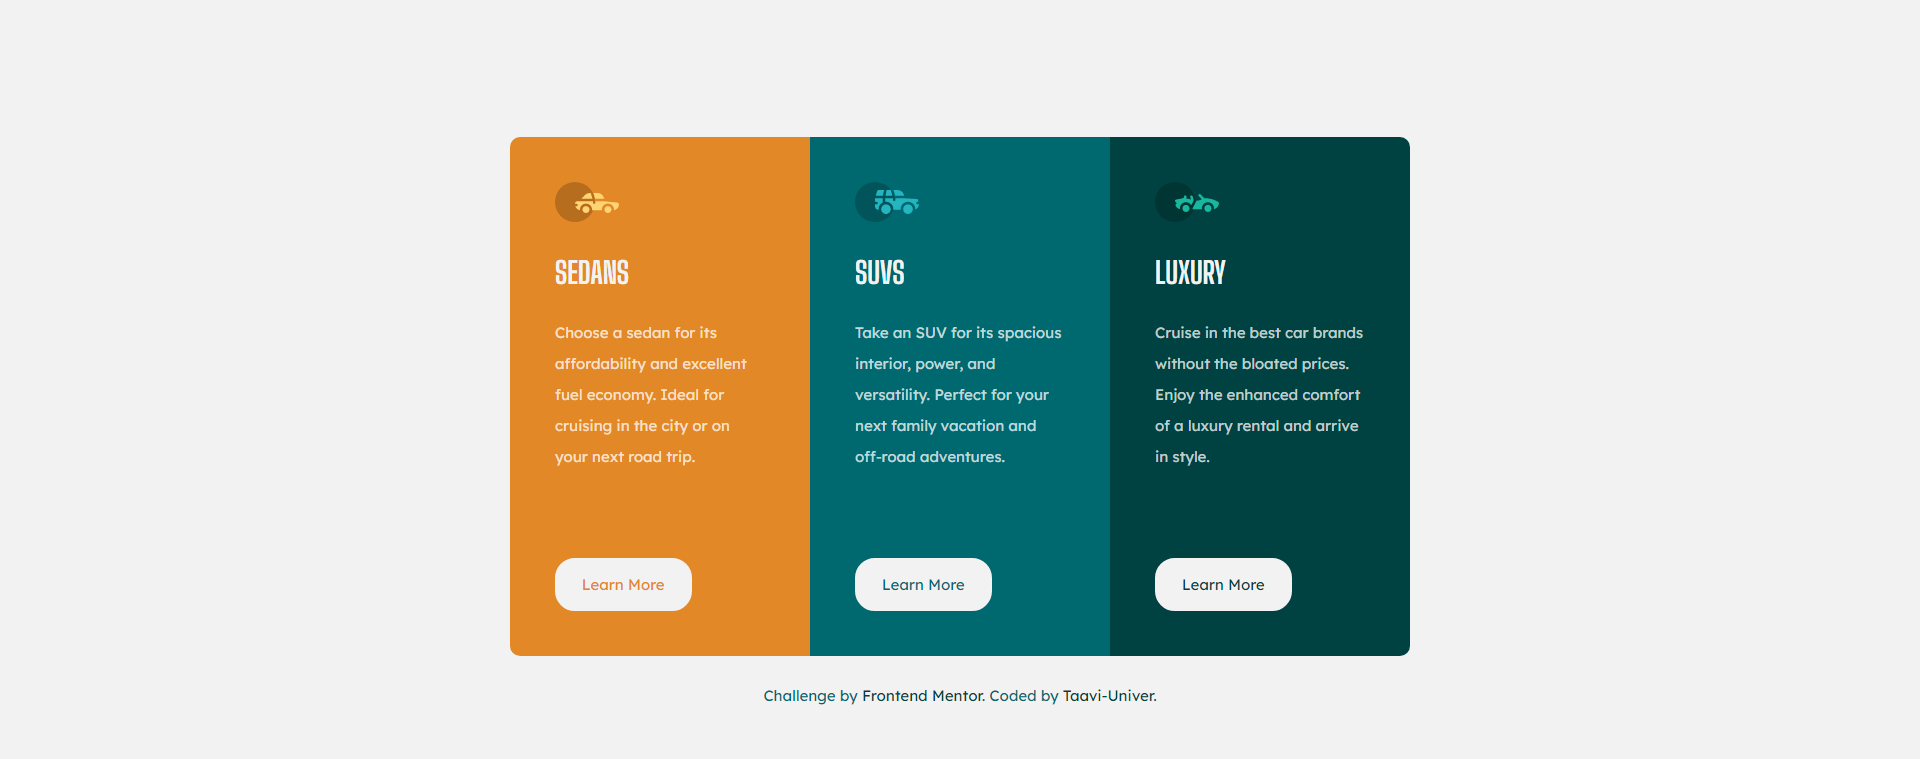 SEDANS
Choose a sedan for its
affordability and excellent
fuel economy. Ideal for
cruising in the city or on
your next road trip.
Learn More
SUVS
Take an SUV for its spacious
interior, power, and
versatility. Perfect for your
next family vacation and
off-road adventures.
Learn More
LUXURY
Cruise in the best car brands
without the bloated prices.
Enjoy the enhanced comfort
of a luxury rental and arrive
in style.
Learn More
Challenge by Frontend Mentor. Coded by Taavi-Univer.